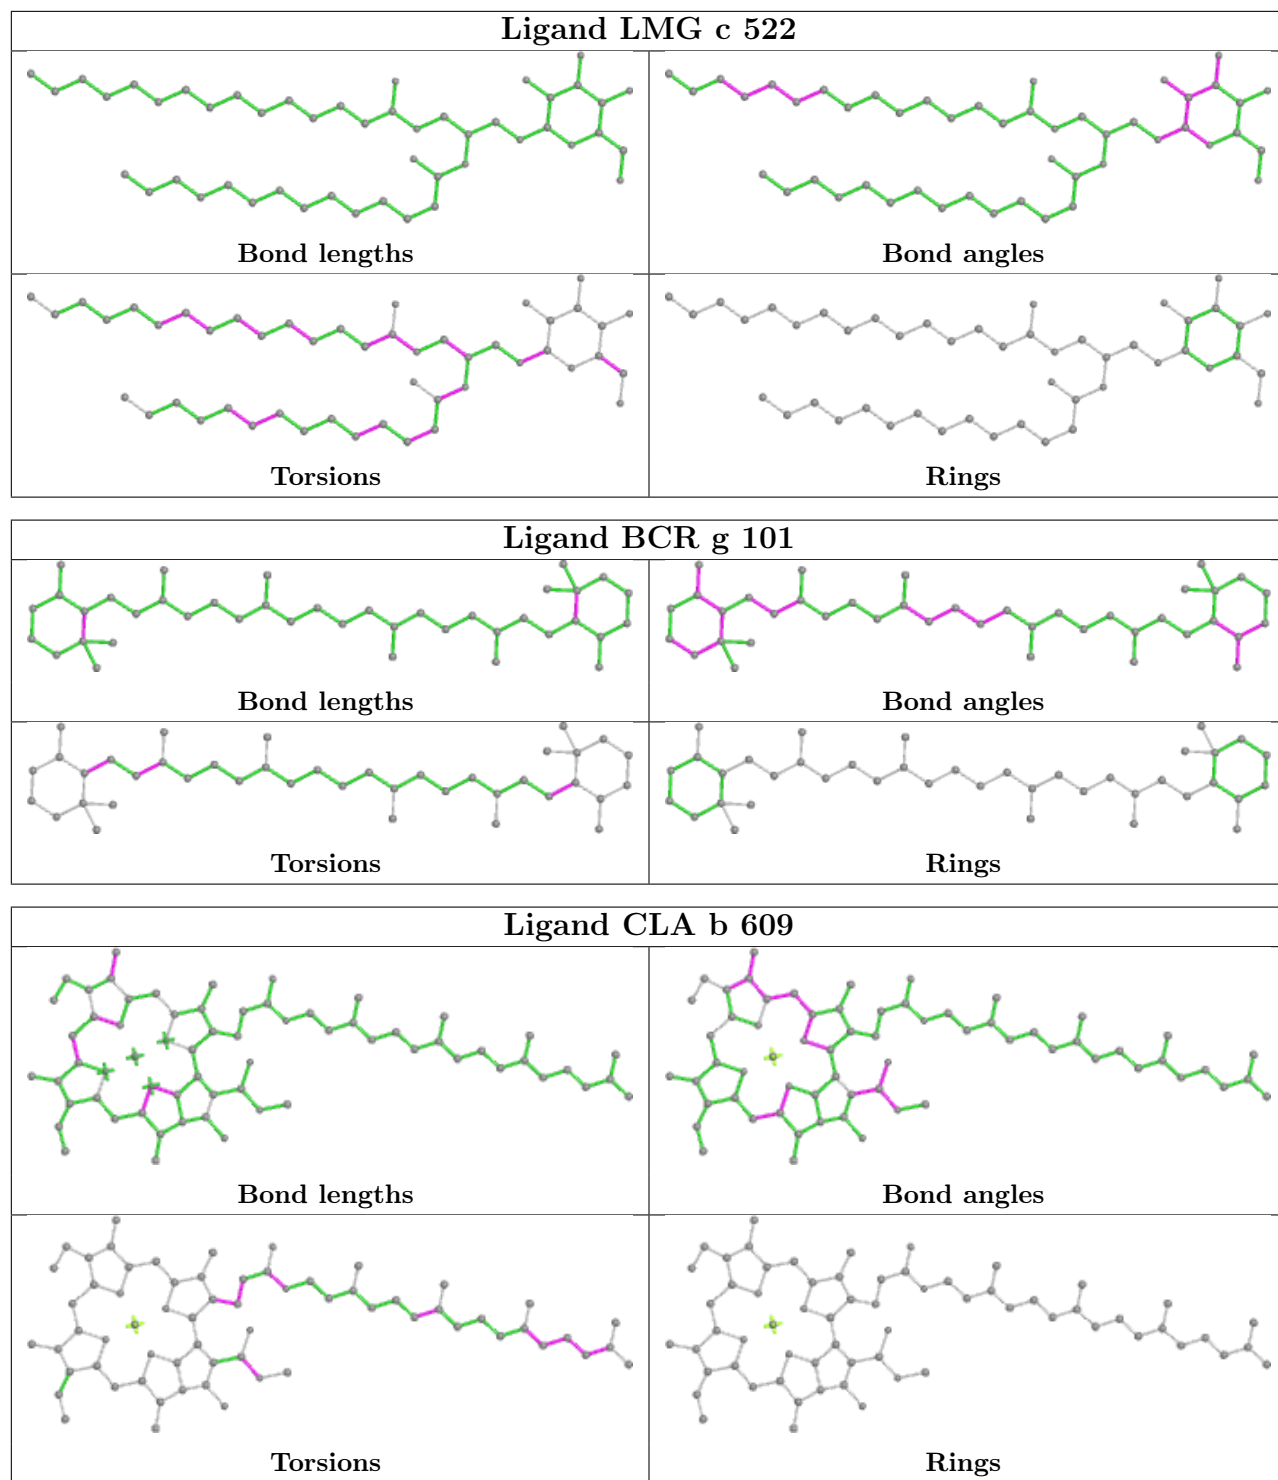 Ligand LMG c 522
Bond lengths
Bond angles
Torsions
Rings
Ligand BCR g 101
Bond lengths
Bond angles
Torsions
Rings
Ligand CLA b 609
Bond lengths
Bond angles
Torsions
Rings